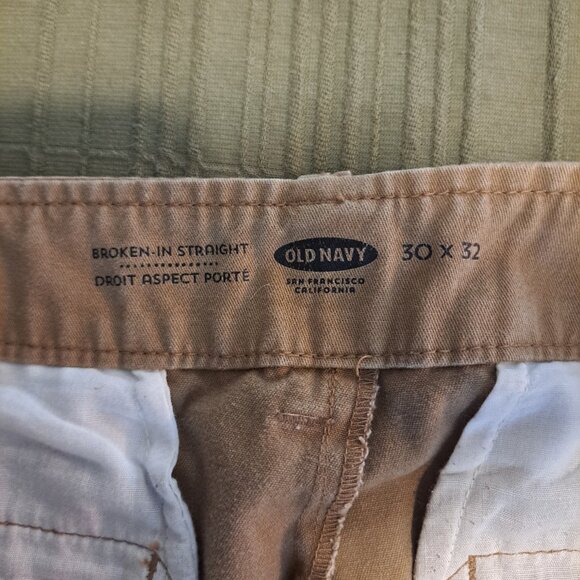 BROKEN-IN STRAIGHT
DROIT ASPECT PORTÉ
OLD NAVY
SAN FRANCISCO
CALIFORNIA
30 X 32